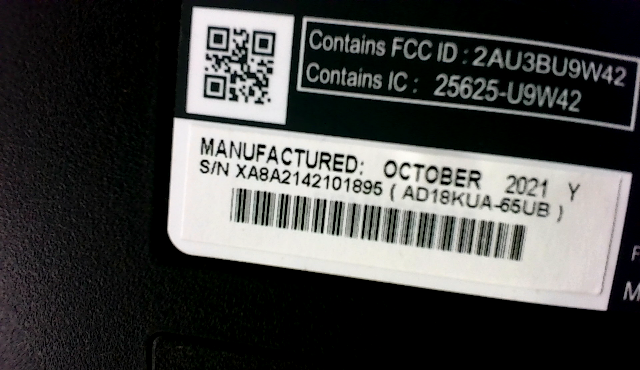 Contains FCC ID : 2AU3BU9W42
Contains IC : 25625-U9W42
MANUFACTURED: OCTOBER 2021 Y
S/N XA8A2142101895 ( AD18KUA-65UB )
F
M